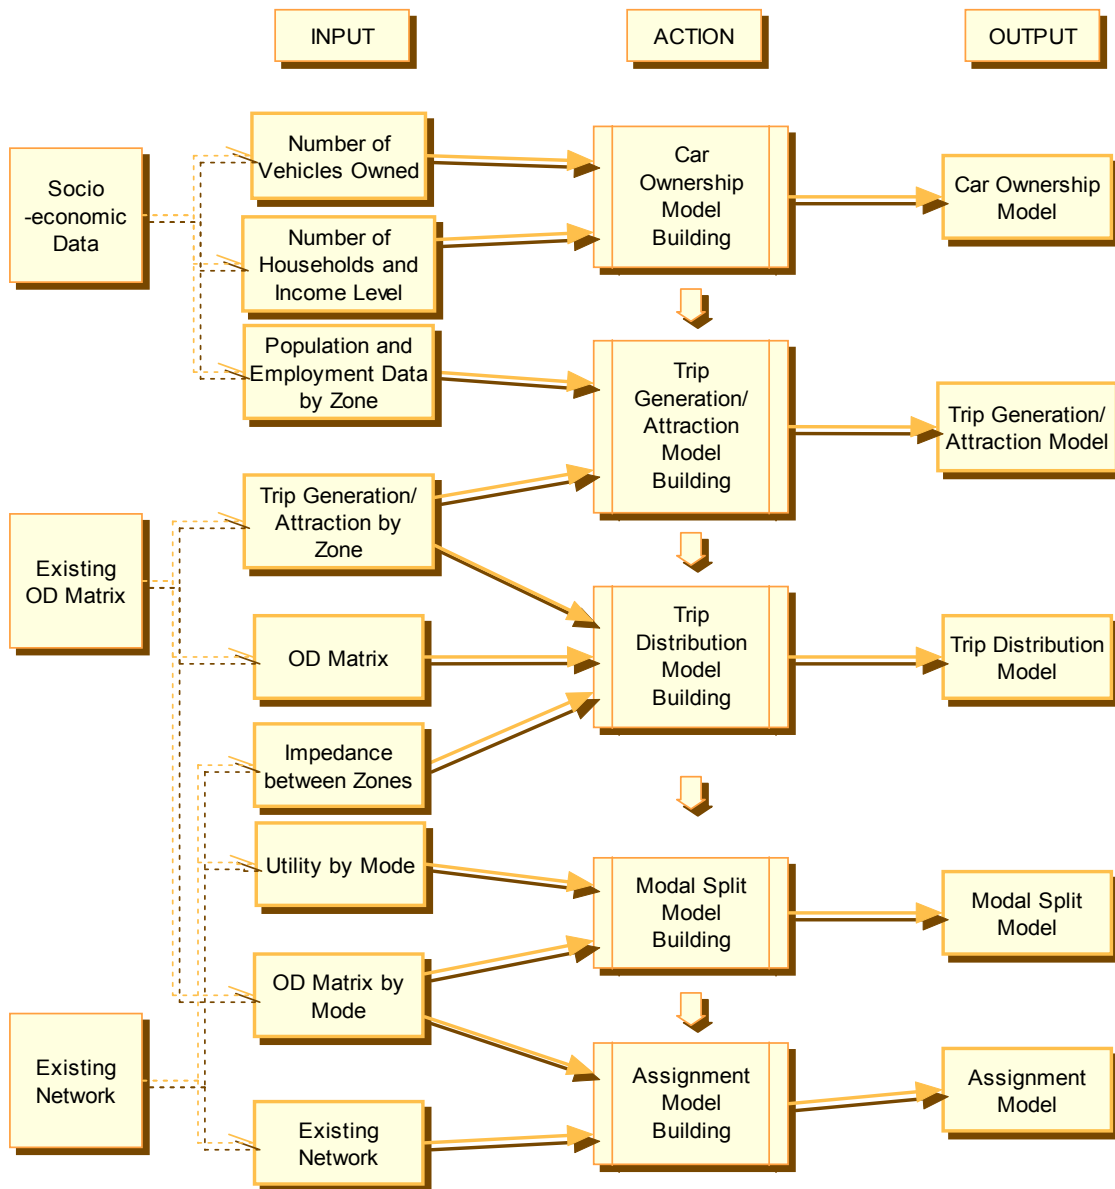 INPUT
ACTION
OUTPUT
Socio
-economic
Data
Number of
Vehicles Owned
Car
Ownership
Model
Building
Car Ownership
Model
Number of
Households and
Income Level
Population and
Employment Data
by Zone
Trip
Generation/
Attraction
Model
Building
Trip Generation/
Attraction Model
Existing
OD Matrix
Trip Generation/
Attraction by
Zone
OD Matrix
Trip
Distribution
Model
Building
Trip Distribution
Model
Impedance
between Zones
Utility by Mode
Modal Split
Model
Building
Modal Split
Model
OD Matrix by
Mode
Existing
Network
Existing
Network
Assignment
Model
Building
Assignment
Model